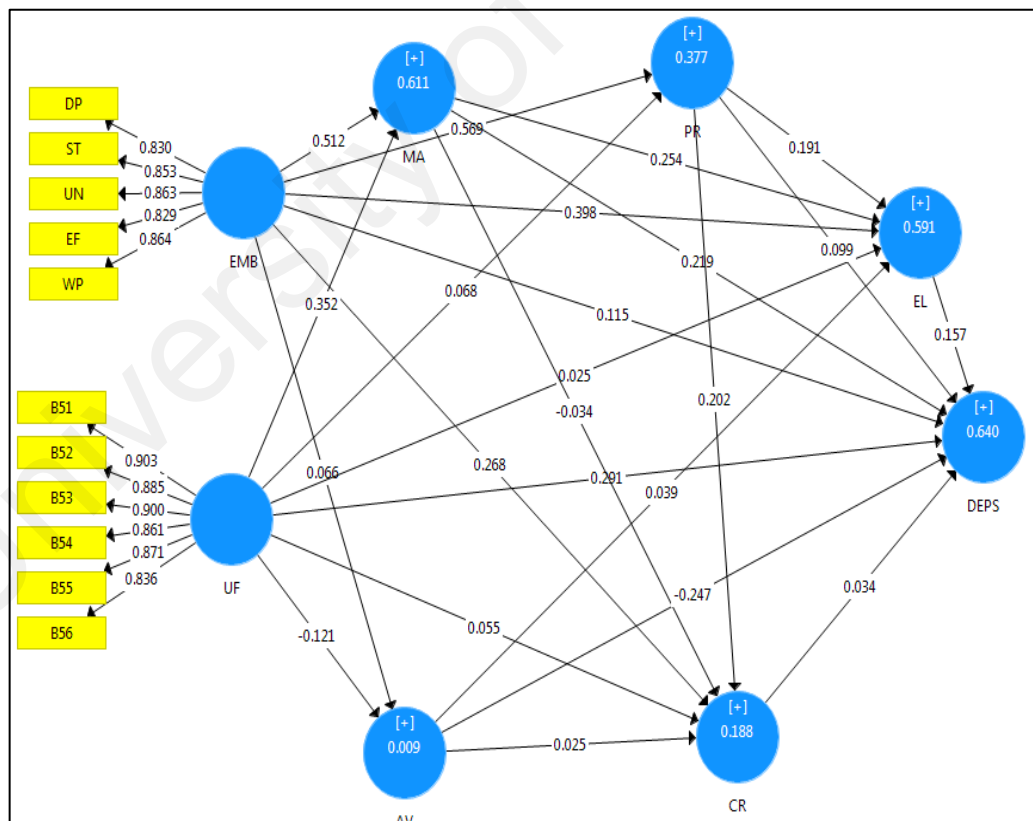 University of
[+]
0.611
MA
[+]
0.377
PR
DP
ST
UN
EF
WP
0.830
0.853
0.863
0.829
0.864
EMB
0.512
0.569
0.254
0.191
0.398
[+]
0.591
EL
0.099
0.219
0.068
0.352
0.115
0.157
0.025
-0.034
0.202
B51
B52
B53
B54
B55
B56
0.903
0.885
0.900
0.861
0.871
0.836
UF
[+]
0.640
DEPS
0.066
0.268
0.291
0.039
-0.247
0.034
-0.121
0.055
[+]
0.009
AV
0.025
[+]
0.188
CR